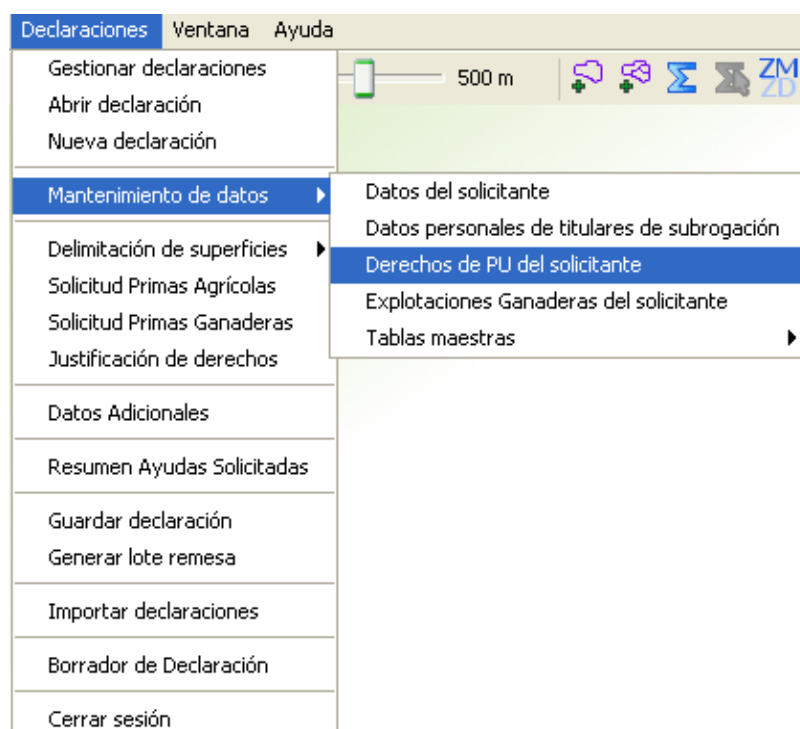 Declaraciones Ventana Ayuda
500 m
ZM
ZD
Gestionar declaraciones
Abrir declaración
Nueva declaración
Mantenimiento de datos
Delimitación de superficies
Solicitud Primas Agrícolas
Solicitud Primas Ganaderas
Justificación de derechos
Datos Adicionales
Resumen Ayudas Solicitadas
Guardar declaración
Generar lote remesa
Importar declaraciones
Borrador de Declaración
Cerrar sesión
Datos del solicitante
Datos personales de titulares de subrogación
Derechos de PU del solicitante
Explotaciones Ganaderas del solicitante
Tablas maestras